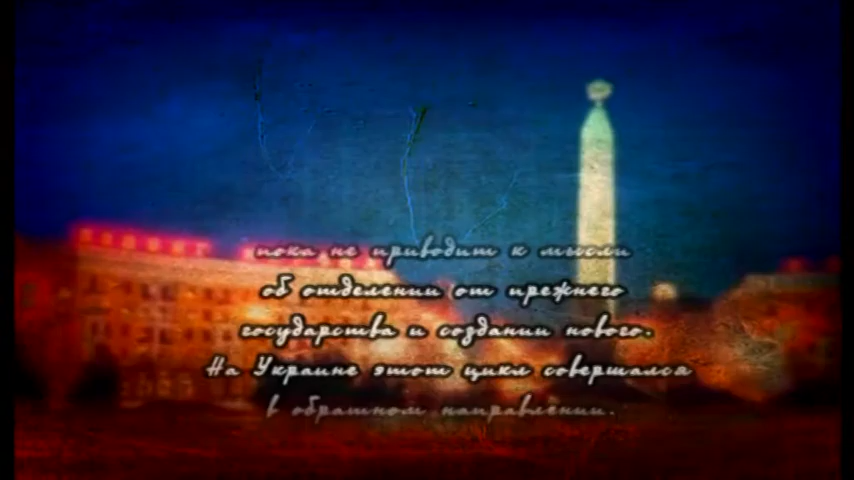 пока не приводит к мысли
об отделении от прежнего
государства и создании нового.
На Украине этот цикл совершался
в обратном направлении.